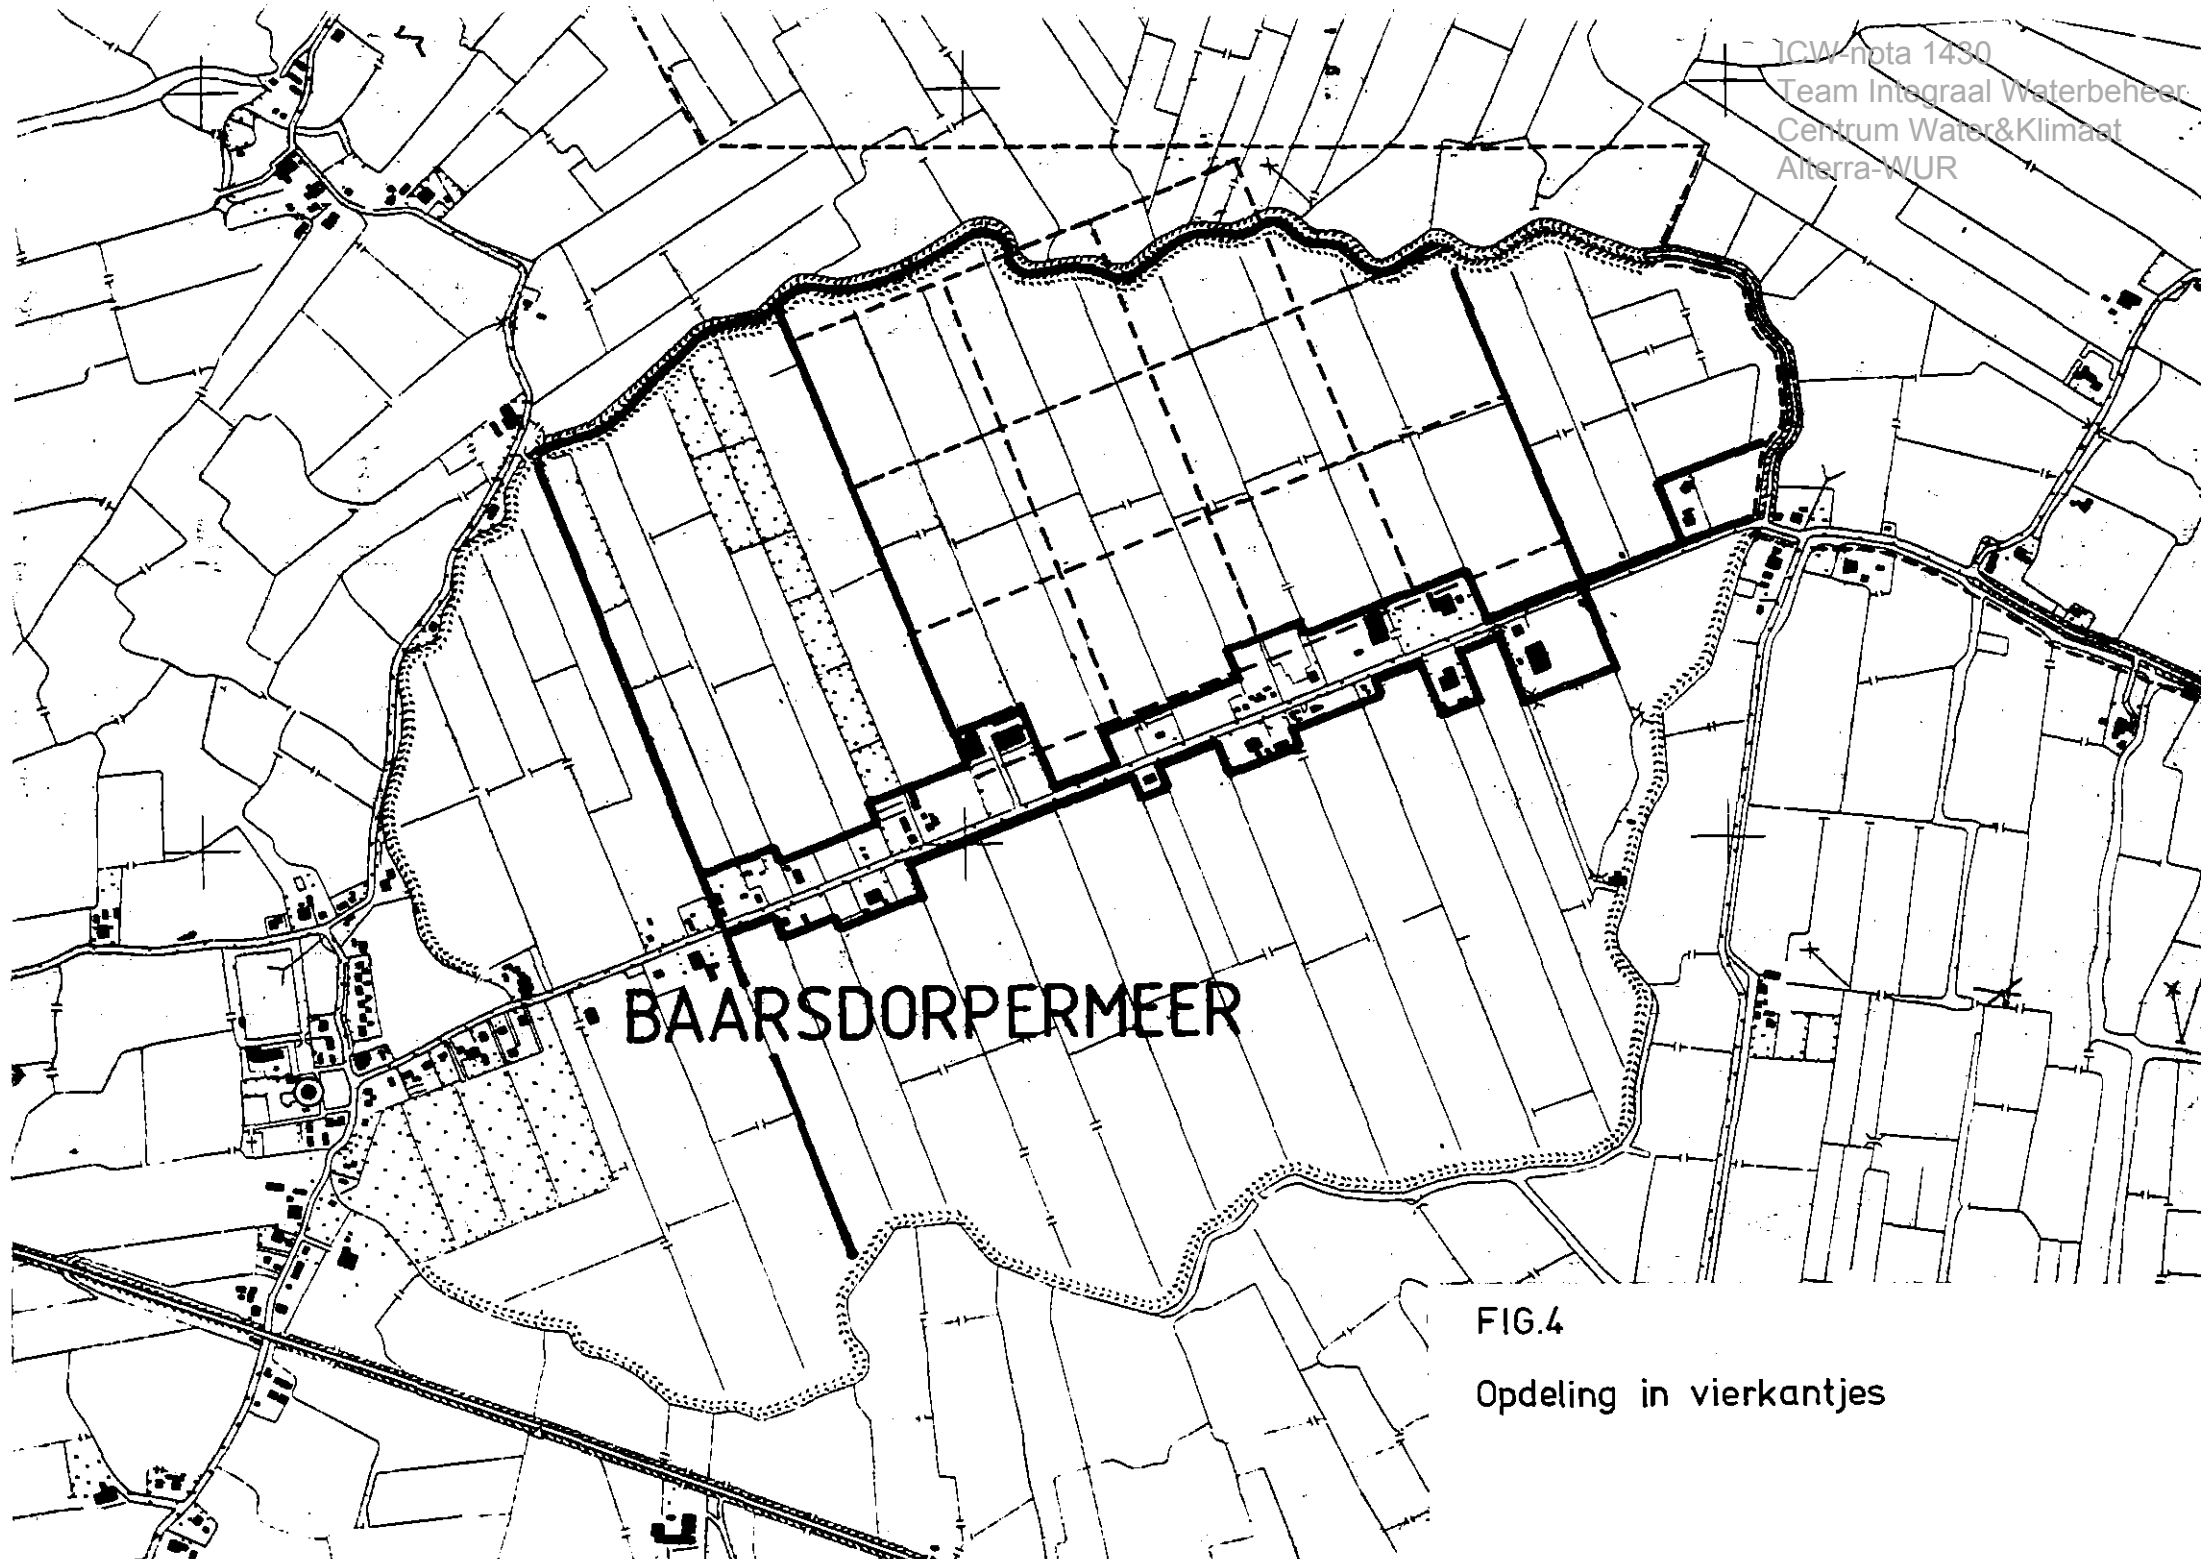 ICW-nota 1430
Team Integraal Waterbeheer
Centrum Water&Klimaat
Alterra-WUR
BAARSDORPERMEER
FIG.4
Opdeling in vierkantjes